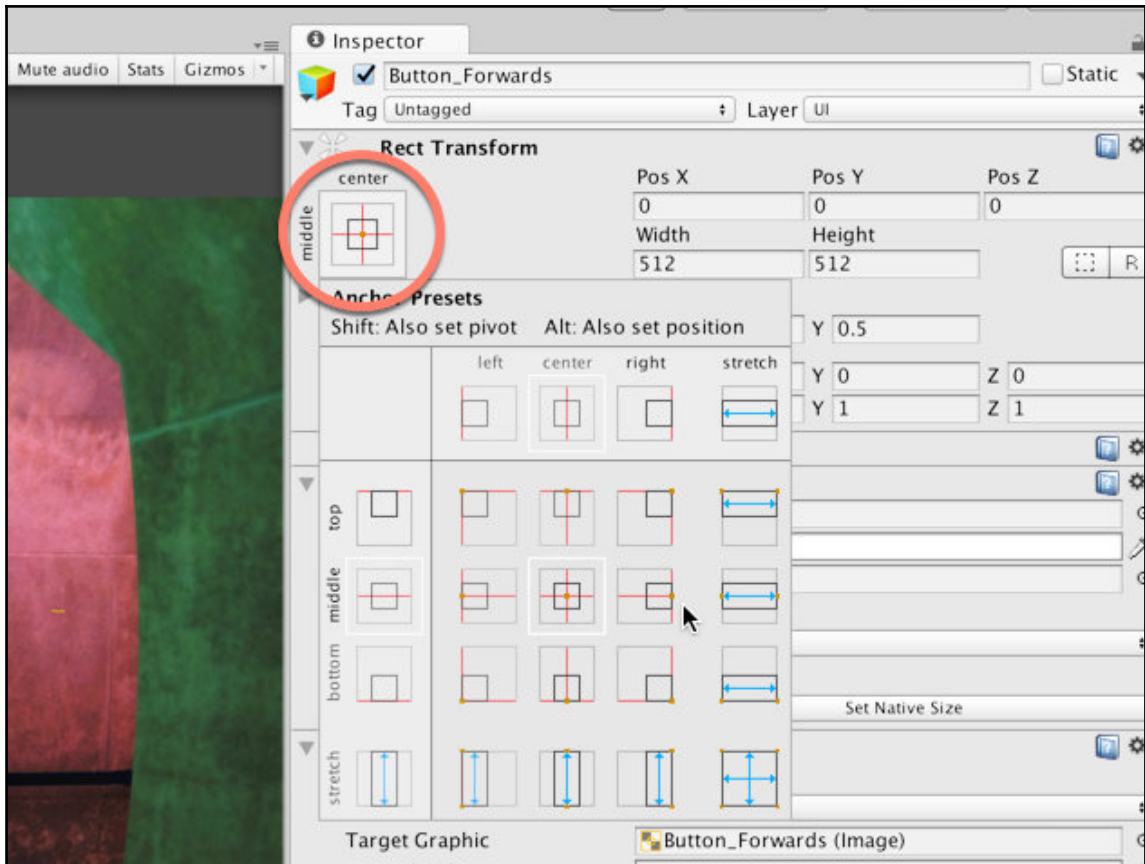 Inspector
Mute audio Stats Gizmos
Button_Forwards Static
Tag Untagged Layer UI
Rect Transform
center Pos X Pos Y Pos Z
middle 0 0 0
Width Height
512 512 R
Anchor Presets
Shift: Also set pivot Alt: Also set position Y 0.5
left center right stretch
Y 0 Z 0
Y 1 Z 1
top
middle
bottom
Set Native Size
stretch
Target Graphic Button_Forwards (Image)